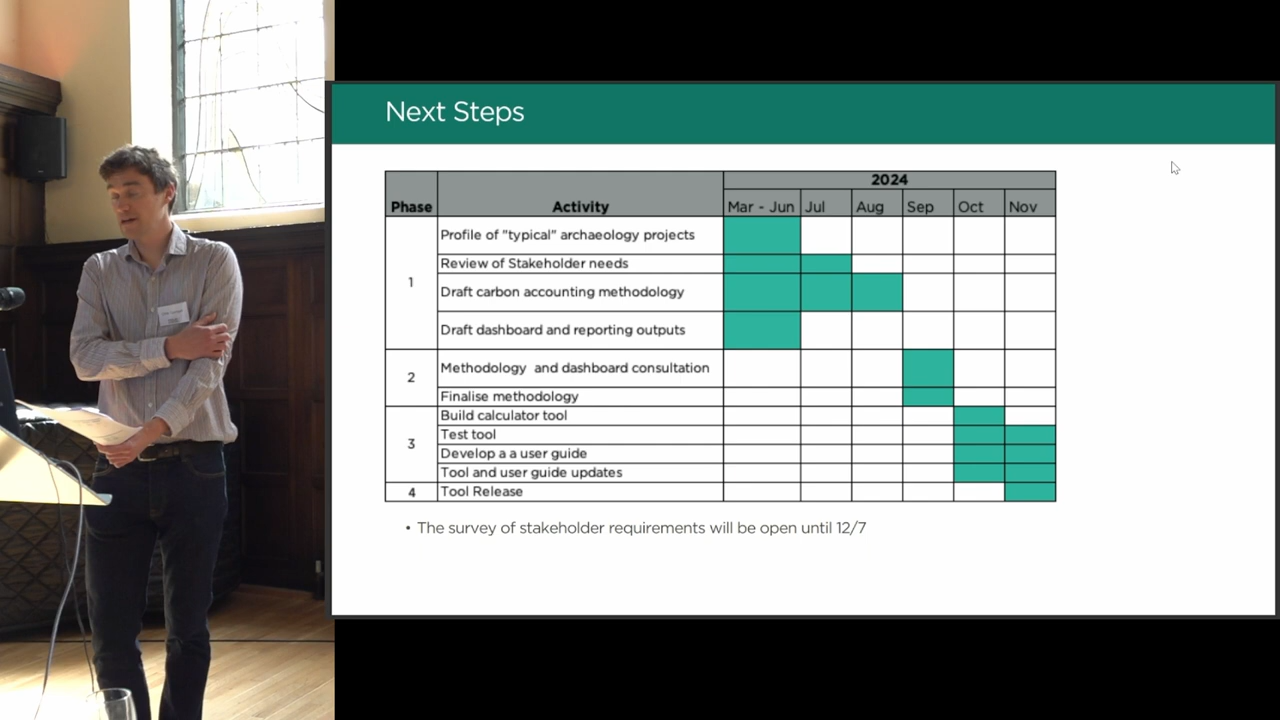 Next Steps
2024
Phase Activity Mar - Jun Jul Aug Sep Oct Nov
1
Profile of "typical" archaeology projects
Review of Stakeholder needs
Draft carbon accounting methodology
Draft dashboard and reporting outputs
2
Methodology and dashboard consultation
Finalise methodology
3
Build calculator tool
Test tool
Develop a a user guide
Tool and user guide updates
4 Tool Release
• The survey of stakeholder requirements will be open until 12/7